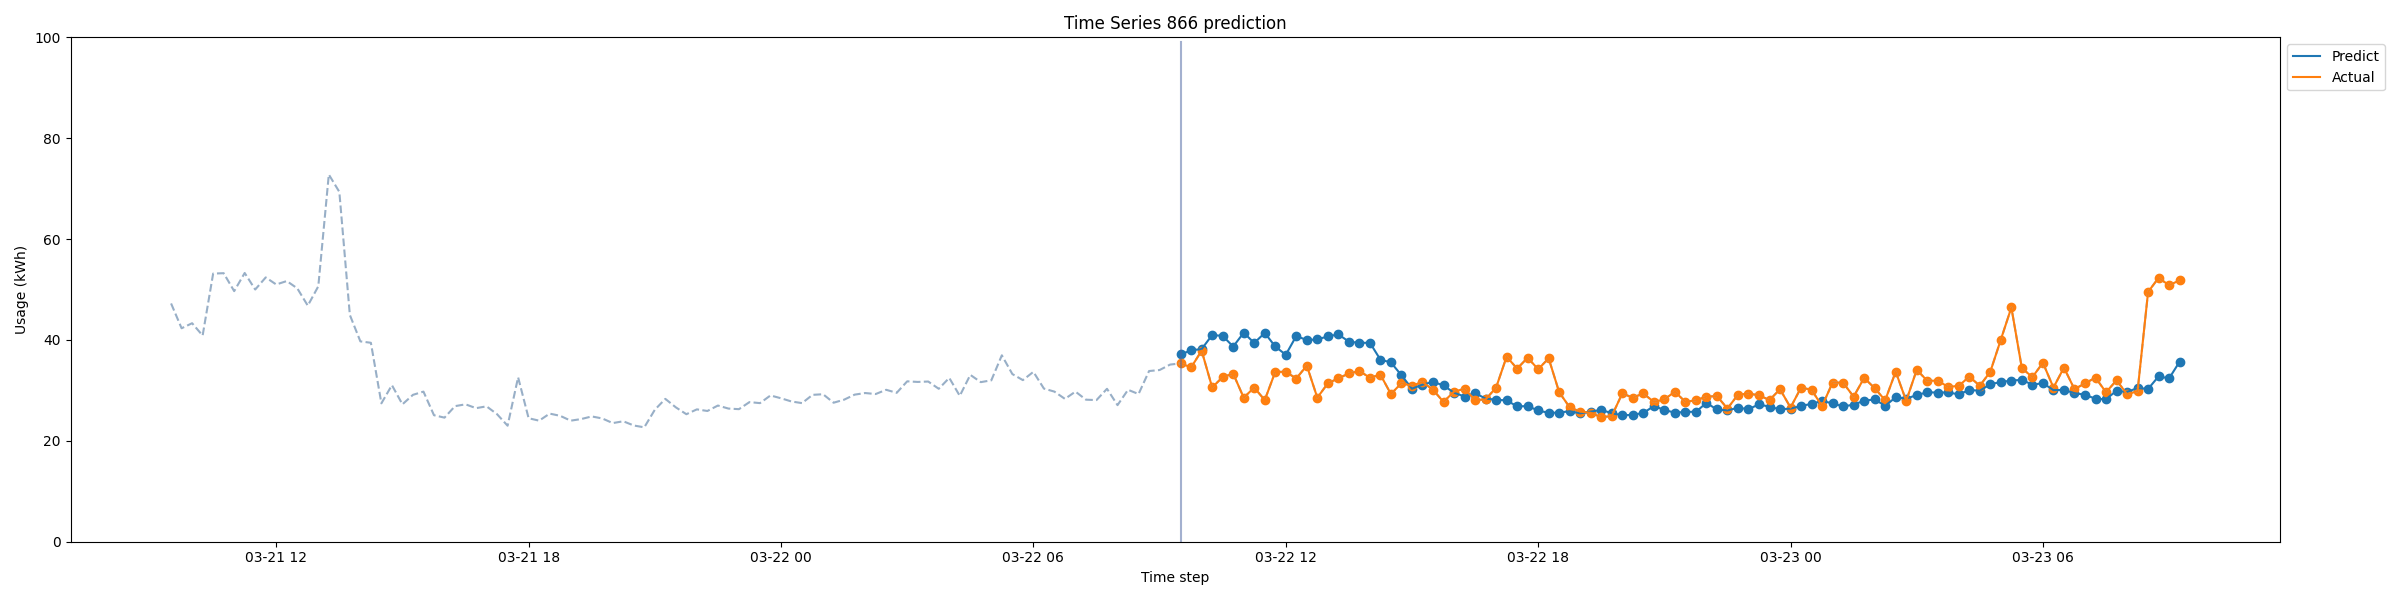 Time Series 866 prediction
100
80
60
40
20
0
Usage (kWh)
Predict
Actual
03-21 12
03-21 18
03-22 00
03-22 06
03-22 12
03-22 18
03-23 00
03-23 06
Time step